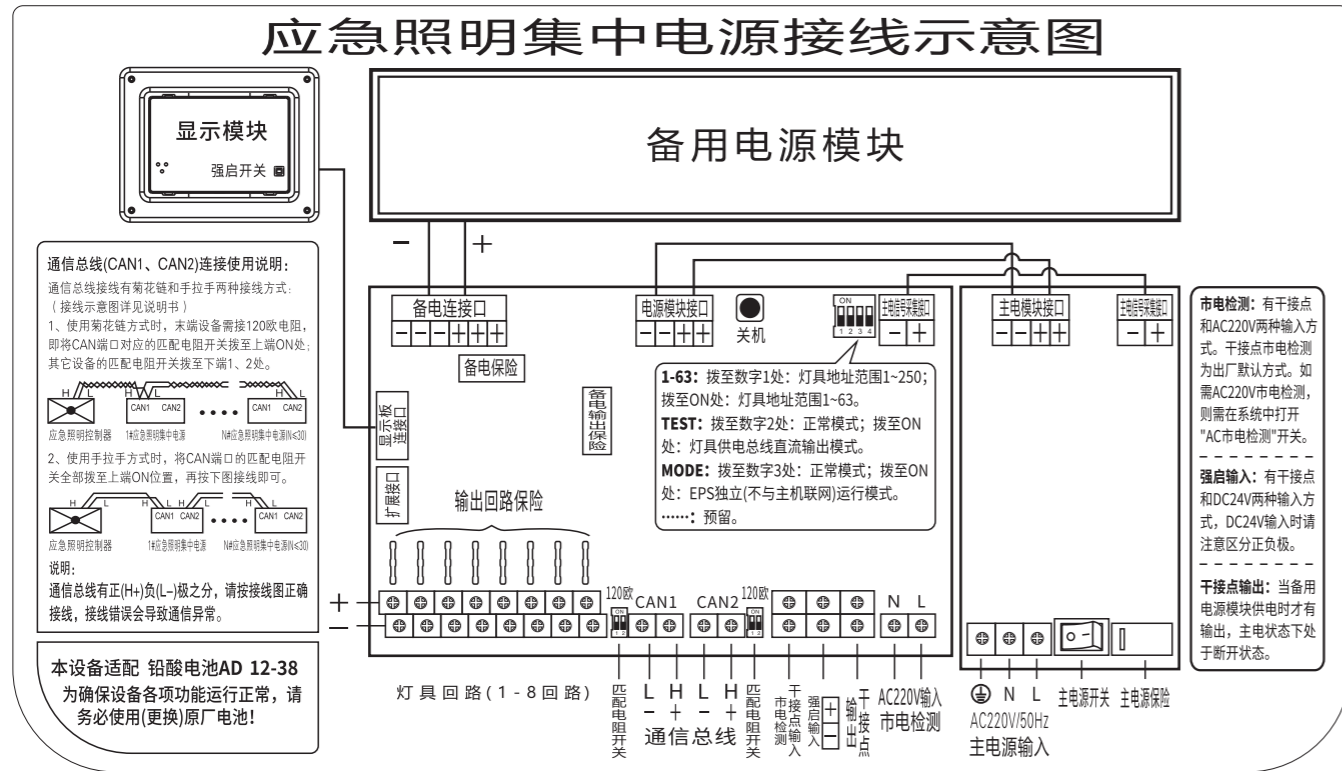 应急照明集中电源接线示意图
显示模块
强启开关
备用电源模块
− +
通信总线(CAN1、CAN2)连接使用说明：
通信总线接线有菊花链和手拉手两种接线方式：
（接线示意图详见说明书）
1、使用菊花链方式时，末端设备需接120欧电阻，
即将CAN端口对应的匹配电阻开关拨至上端ON处；
其它设备的匹配电阻开关拨至下端1、2处。
H L H L H L
CAN1 CAN2 CAN1 CAN2
应急照明控制器 1#应急照明集中电源 N#应急照明集中电源(N≤30)
2、使用手拉手方式时，将CAN端口的匹配电阻开
关全部拨至上端ON位置，再按下图接线即可。
H L H L H L H L
CAN1 CAN2 CAN1 CAN2
应急照明控制器 1#应急照明集中电源 N#应急照明集中电源(N≤30)
说明：
通信总线有正(H+)负(L−)极之分，请按接线图正确
接线，接线错误会导致通信异常。
本设备适配 铅酸电池AD 12-38
为确保设备各项功能运行正常，请
务必使用(更换)原厂电池！
备电连接口
− − − + + +
电源模块接口
− − + +
关机
ON
1 2 3 4
主电信号采集接口
− +
备电保险
备电输出保险
显示板
连接口
扩展接口
输出回路保险
1-63：拨至数字1处：灯具地址范围1~250；
拨至ON处：灯具地址范围1~63。
TEST：拨至数字2处：正常模式；拨至ON
处：灯具供电总线直流输出模式。
MODE：拨至数字3处：正常模式；拨至ON
处：EPS独立(不与主机联网)运行模式。
……：预留。
+
−
120欧 CAN1 CAN2 120欧 N L
ON
1 2
ON
1 2
灯具回路(1-8回路)
匹配电阻开关
L H L H
− + − +
通信总线
匹配电阻开关
干接点输入
市电检测
强启输入
+
−
干接点
输出
AC220V输入
市电检测
主电模块接口
− − + +
主电信号采集接口
− +
N L
AC220V/50Hz
主电源输入
主电源开关
主电源保险
市电检测：有干接点
和AC220V两种输入方
式。干接点市电检测
为出厂默认方式。如
需AC220V市电检测，
则需在系统中打开
"AC市电检测"开关。
强启输入：有干接点
和DC24V两种输入方
式，DC24V输入时请
注意区分正负极。
干接点输出：当备用
电源模块供电时才有
输出，主电状态下处
于断开状态。